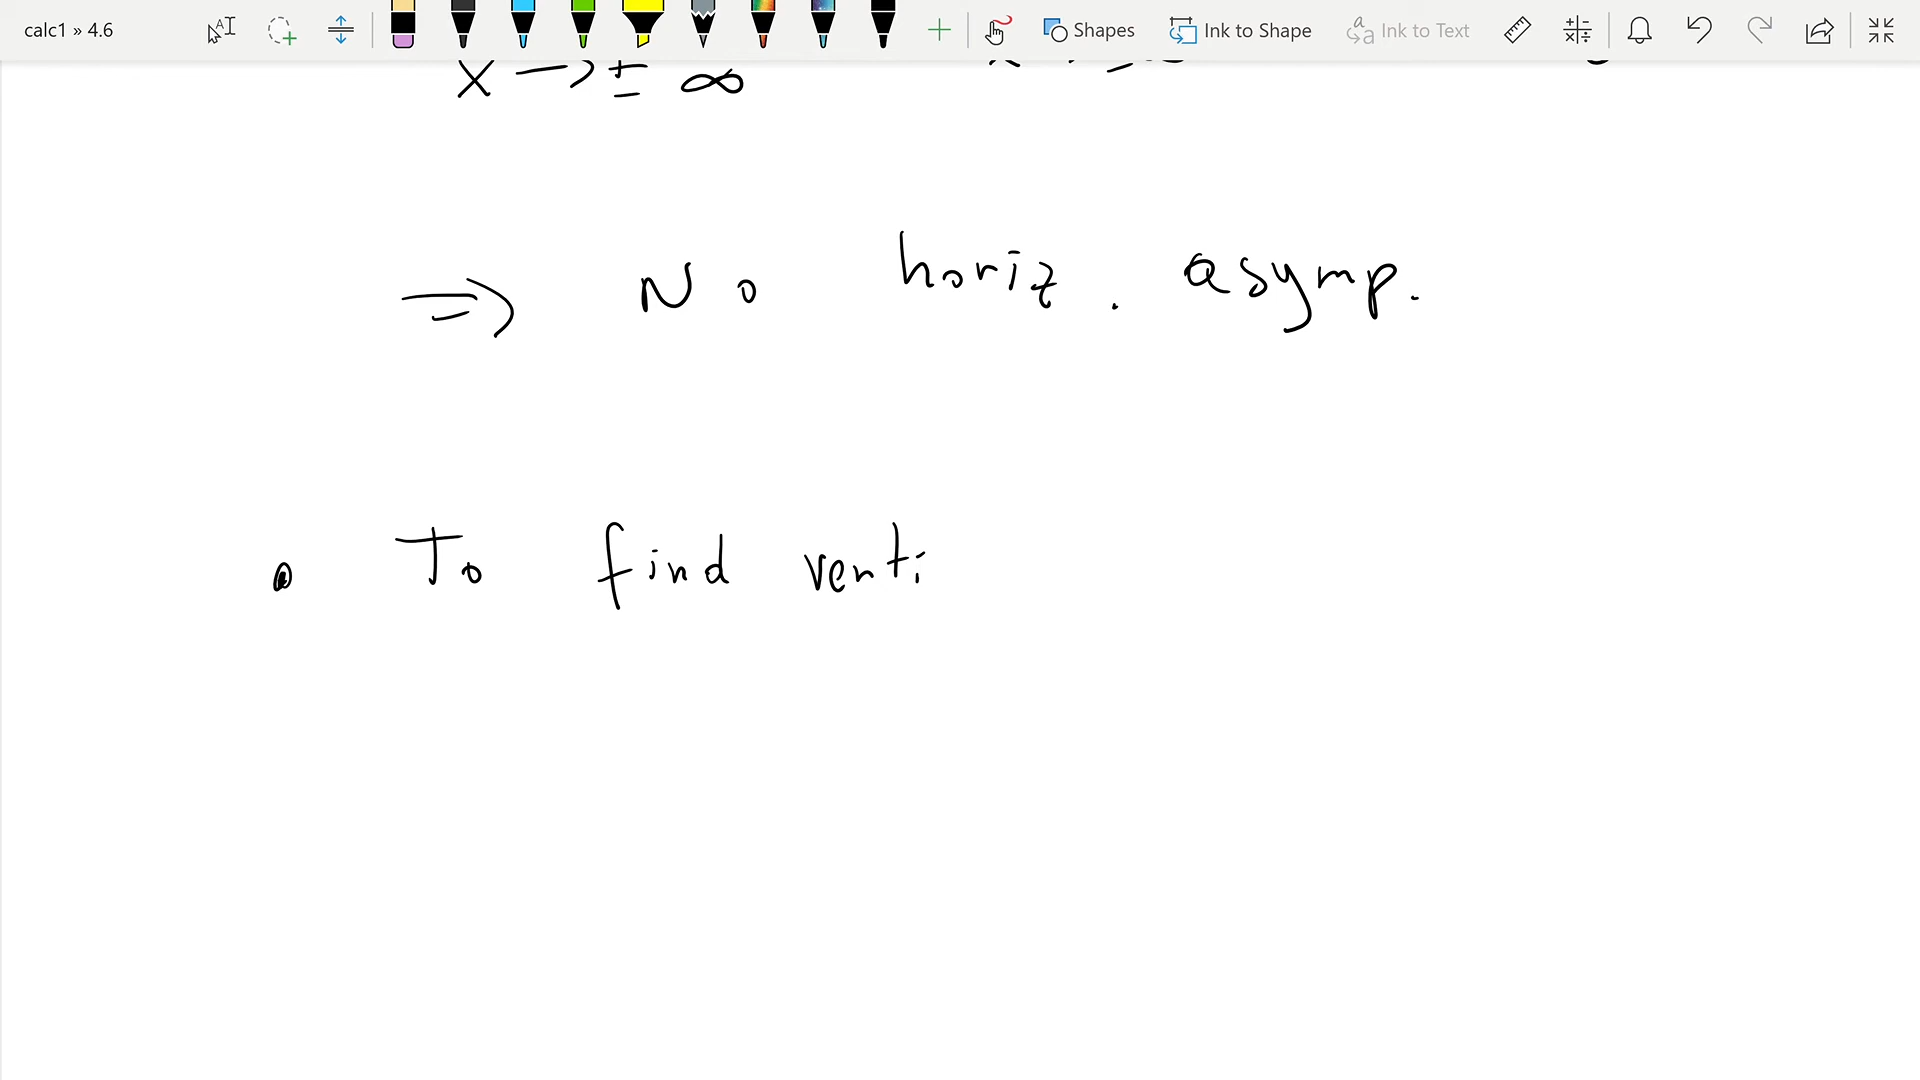 calc1 » 4.6 Shapes Ink to Shape Ink to Text
x → ± ∞
⇒ No horiz. asymp.
• To find verti